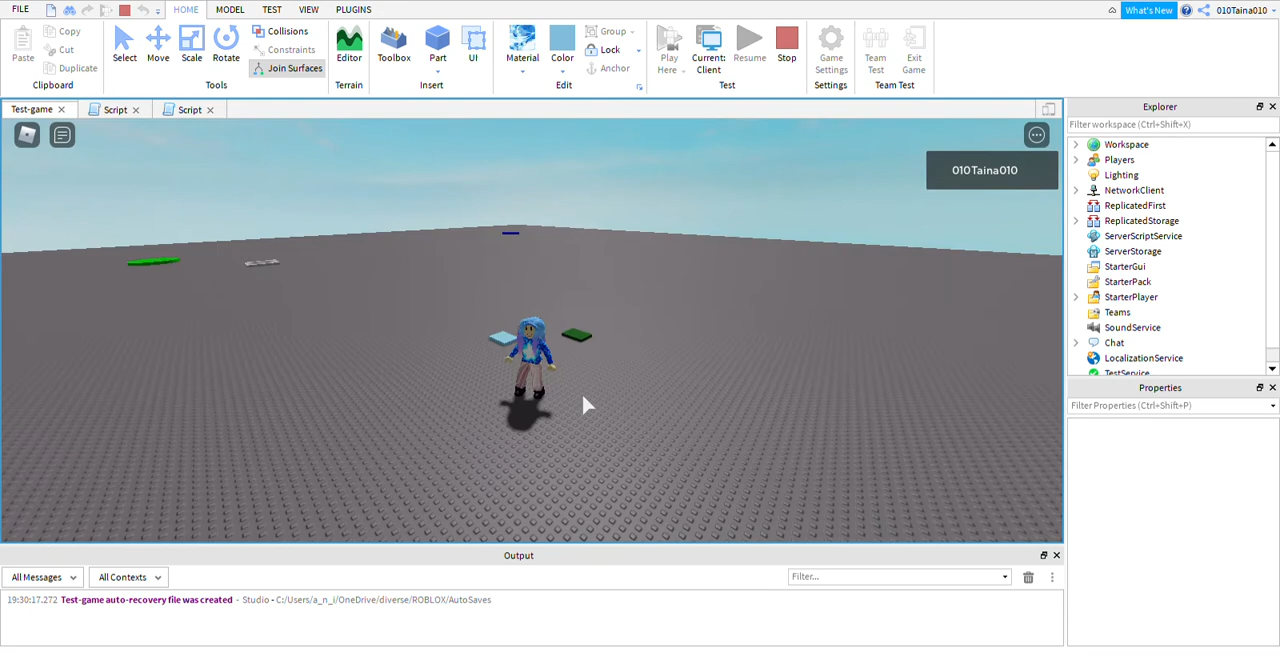 FILE HOME MODEL TEST VIEW PLUGINS What's New 010Taina010
Paste Copy Cut Duplicate Select Move Scale Rotate Collisions Constraints Join Surfaces Editor Toolbox Part UI Material Color Group Lock Anchor Play Here Current: Client Resume Stop Game Settings Team Test Exit Game
Clipboard Tools Terrain Insert Edit Test Settings Team Test
Test-game Script Script
Explorer
Filter workspace (Ctrl+Shift+X)
Workspace
Players
Lighting
NetworkClient
ReplicatedFirst
ReplicatedStorage
ServerScriptService
ServerStorage
StarterGui
StarterPack
StarterPlayer
Teams
SoundService
Chat
LocalizationService
TestService
010Taina010
Properties
Filter Properties (Ctrl+Shift+P)
Output
All Messages All Contexts Filter...
19:30:17.272 Test-game auto-recovery file was created - Studio - C:/Users/a_n_i/OneDrive/diverse/ROBLOX/AutoSaves